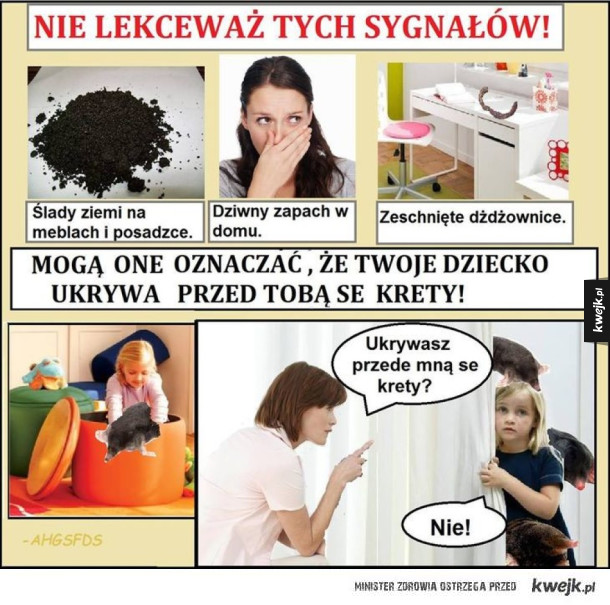 NIE LEKCEWAŻ TYCH SYGNAŁÓW!
Ślady ziemi na
meblach i posadzce.
Dziwny zapach w
domu.
Zeschnięte dżdżownice.
MOGĄ ONE OZNACZAĆ, ŻE TWOJE DZIECKO
UKRYWA PRZED TOBĄ SE KRETY!
kwejk.pl
Ukrywasz
przede mną se
krety?
Nie!
-AHGSFDS
MINISTER ZDROWIA OSTRZEGA PRZED kwejk.pl